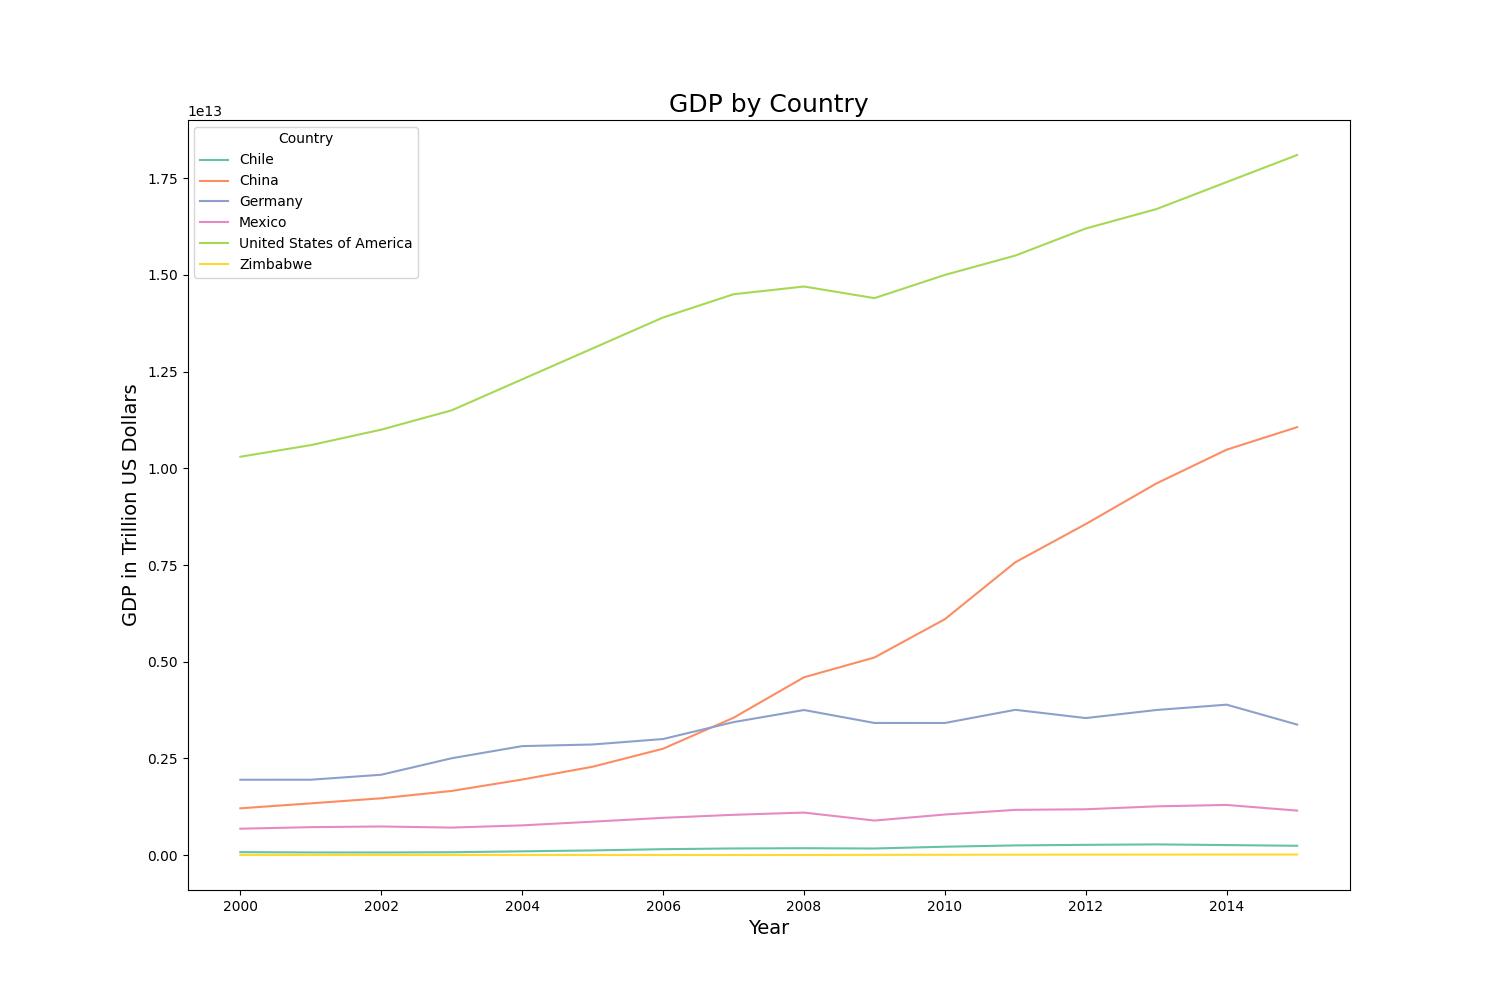 GDP by Country
1e13
Country
Chile
China
Germany
Mexico
United States of America
Zimbabwe
1.75
1.50
1.25
1.00
0.75
0.50
0.25
0.00
GDP in Trillion US Dollars
2000 2002 2004 2006 2008 2010 2012 2014
Year